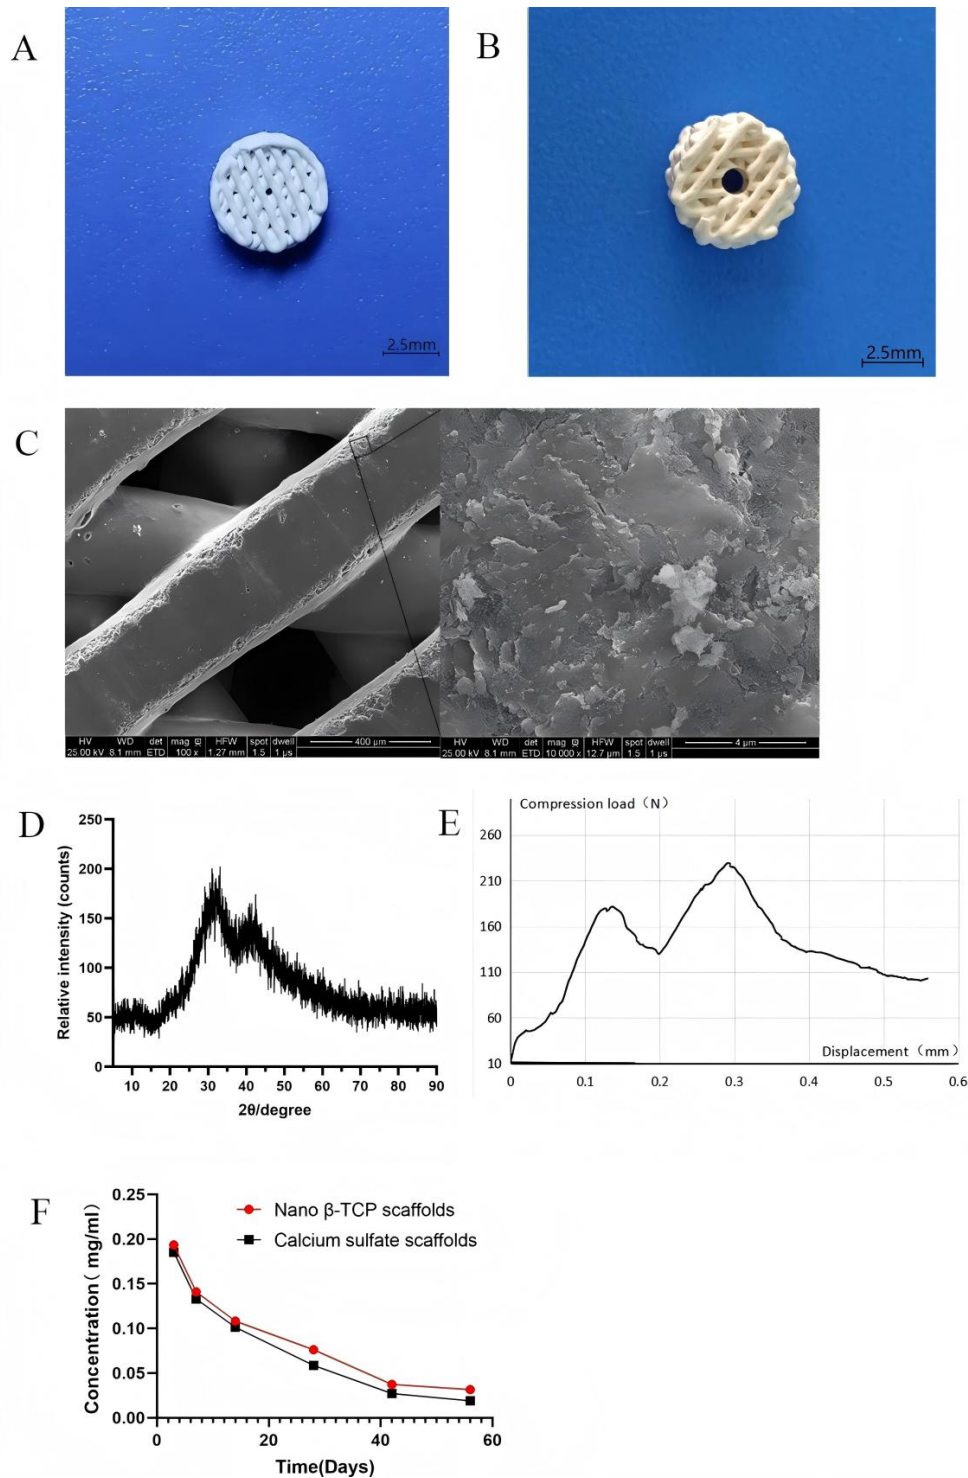 A
B
2.5mm
2.5mm
C
HV WD det mag HFW spot dwell 400 µm
25.00 kV 8.1 mm ETD 100 x 1.27 mm 1.5 1 µs
HV WD det mag HFW spot dwell 4 µm
25.00 kV 8.1 mm ETD 10 000 x 12.7 µm 1.5 1 µs
D
250
200
150
100
50
0
10 20 30 40 50 60 70 80 90
Relative intensity (counts)
2θ/degree
E
Compression load（N）
260
210
160
110
60
10
Displacement（mm）
0 0.1 0.2 0.3 0.4 0.5 0.6
F
0.25
0.20
0.15
0.10
0.05
0.00
Nano β-TCP scaffolds
Calcium sulfate scaffolds
Concentration（mg/ml）
0 20 40 60
Time(Days)